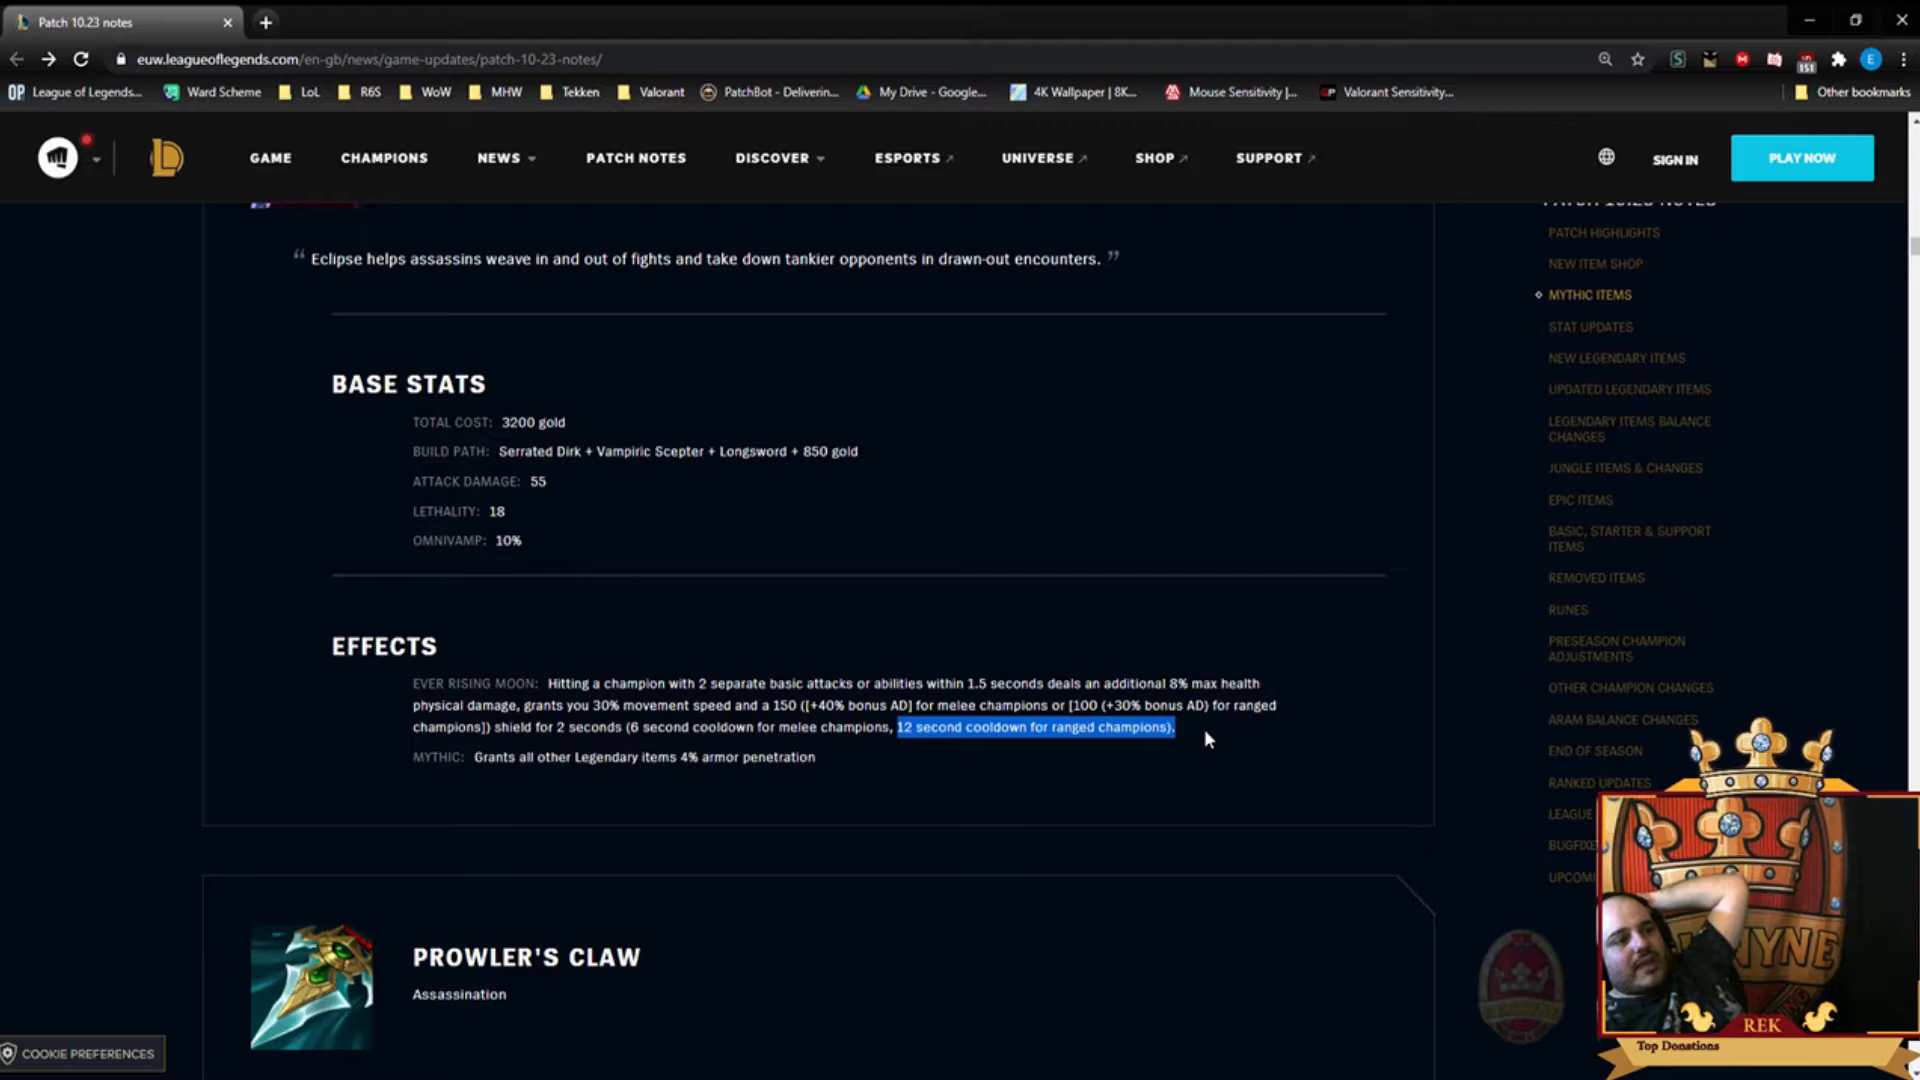 Patch 10.23 notes
euw.leagueoflegends.com/en-gb/news/game-updates/patch-10-23-notes/
151
E
OP League of Legends... Ward Scheme LoL R6S WoW MHW Tekken Valorant PatchBot - Deliverin... My Drive - Google... 4K Wallpaper | 8K... Mouse Sensitivity |... Valorant Sensitivity... Other bookmarks
GAME CHAMPIONS NEWS PATCH NOTES DISCOVER ESPORTS UNIVERSE SHOP SUPPORT SIGN IN PLAY NOW
PATCH 10.23 NOTES
PATCH HIGHLIGHTS
NEW ITEM SHOP
MYTHIC ITEMS
STAT UPDATES
NEW LEGENDARY ITEMS
UPDATED LEGENDARY ITEMS
LEGENDARY ITEMS BALANCE
CHANGES
JUNGLE ITEMS & CHANGES
EPIC ITEMS
BASIC, STARTER & SUPPORT
ITEMS
REMOVED ITEMS
RUNES
PRESEASON CHAMPION
ADJUSTMENTS
OTHER CHAMPION CHANGES
ARAM BALANCE CHANGES
END OF SEASON
RANKED UPDATES
LEAGUE
BUGFIXE
UPCOMI
“ Eclipse helps assassins weave in and out of fights and take down tankier opponents in drawn-out encounters. ”
BASE STATS
TOTAL COST: 3200 gold
BUILD PATH: Serrated Dirk + Vampiric Scepter + Longsword + 850 gold
ATTACK DAMAGE: 55
LETHALITY: 18
OMNIVAMP: 10%
EFFECTS
EVER RISING MOON: Hitting a champion with 2 separate basic attacks or abilities within 1.5 seconds deals an additional 8% max health
physical damage, grants you 30% movement speed and a 150 ([+40% bonus AD] for melee champions or [100 (+30% bonus AD) for ranged
champions]) shield for 2 seconds (6 second cooldown for melee champions, 12 second cooldown for ranged champions).
MYTHIC: Grants all other Legendary items 4% armor penetration
PROWLER'S CLAW
Assassination
COOKIE PREFERENCES
REK
Top Donations